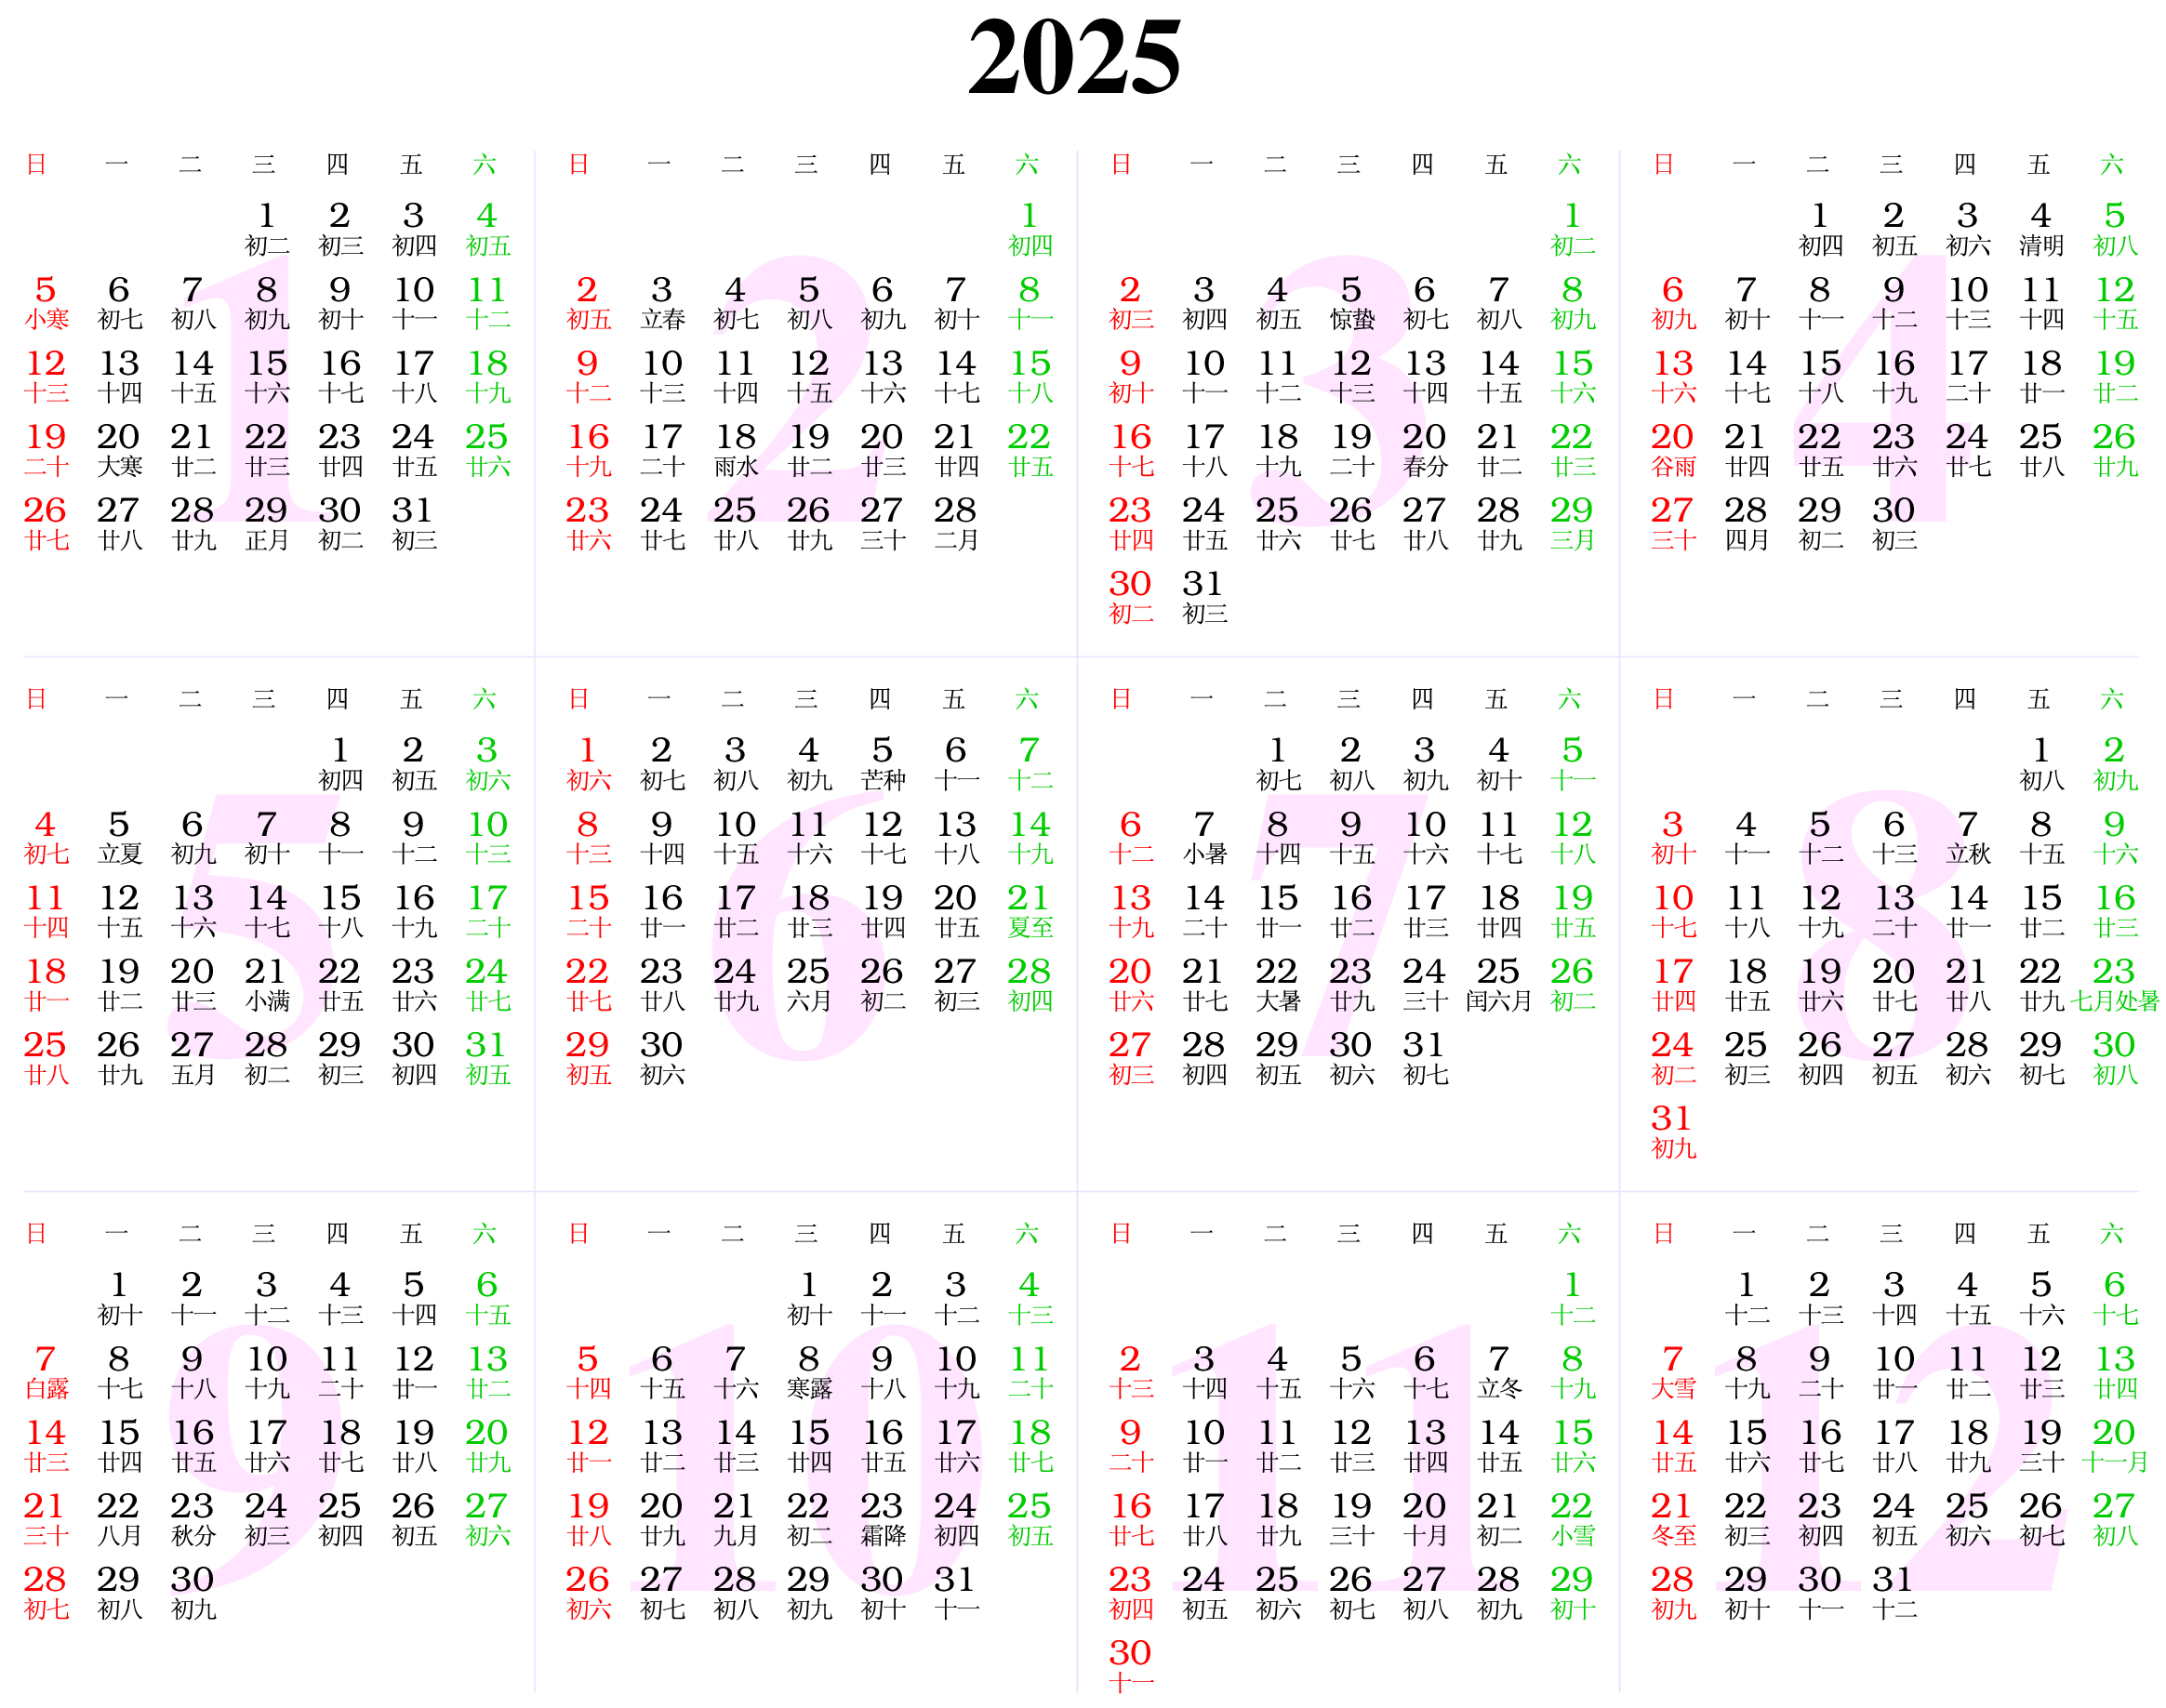 2025
1
日 一 二 三 四 五 六
1 2 3 4
初二 初三 初四 初五
5 6 7 8 9 10 11
小寒 初七 初八 初九 初十 十一 十二
12 13 14 15 16 17 18
十三 十四 十五 十六 十七 十八 十九
19 20 21 22 23 24 25
二十 大寒 廿二 廿三 廿四 廿五 廿六
26 27 28 29 30 31
廿七 廿八 廿九 正月 初二 初三
2
日 一 二 三 四 五 六
1
初四
2 3 4 5 6 7 8
初五 立春 初七 初八 初九 初十 十一
9 10 11 12 13 14 15
十二 十三 十四 十五 十六 十七 十八
16 17 18 19 20 21 22
十九 二十 雨水 廿二 廿三 廿四 廿五
23 24 25 26 27 28
廿六 廿七 廿八 廿九 三十 二月
3
日 一 二 三 四 五 六
1
初二
2 3 4 5 6 7 8
初三 初四 初五 惊蛰 初七 初八 初九
9 10 11 12 13 14 15
初十 十一 十二 十三 十四 十五 十六
16 17 18 19 20 21 22
十七 十八 十九 二十 春分 廿二 廿三
23 24 25 26 27 28 29
廿四 廿五 廿六 廿七 廿八 廿九 三月
30 31
初二 初三
4
日 一 二 三 四 五 六
1 2 3 4 5
初四 初五 初六 清明 初八
6 7 8 9 10 11 12
初九 初十 十一 十二 十三 十四 十五
13 14 15 16 17 18 19
十六 十七 十八 十九 二十 廿一 廿二
20 21 22 23 24 25 26
谷雨 廿四 廿五 廿六 廿七 廿八 廿九
27 28 29 30
三十 四月 初二 初三
5
日 一 二 三 四 五 六
1 2 3
初四 初五 初六
4 5 6 7 8 9 10
初七 立夏 初九 初十 十一 十二 十三
11 12 13 14 15 16 17
十四 十五 十六 十七 十八 十九 二十
18 19 20 21 22 23 24
廿一 廿二 廿三 小满 廿五 廿六 廿七
25 26 27 28 29 30 31
廿八 廿九 五月 初二 初三 初四 初五
6
日 一 二 三 四 五 六
1 2 3 4 5 6 7
初六 初七 初八 初九 芒种 十一 十二
8 9 10 11 12 13 14
十三 十四 十五 十六 十七 十八 十九
15 16 17 18 19 20 21
二十 廿一 廿二 廿三 廿四 廿五 夏至
22 23 24 25 26 27 28
廿七 廿八 廿九 六月 初二 初三 初四
29 30
初五 初六
7
日 一 二 三 四 五 六
1 2 3 4 5
初七 初八 初九 初十 十一
6 7 8 9 10 11 12
十二 小暑 十四 十五 十六 十七 十八
13 14 15 16 17 18 19
十九 二十 廿一 廿二 廿三 廿四 廿五
20 21 22 23 24 25 26
廿六 廿七 大暑 廿九 三十 闰六月 初二
27 28 29 30 31
初三 初四 初五 初六 初七
8
日 一 二 三 四 五 六
1 2
初八 初九
3 4 5 6 7 8 9
初十 十一 十二 十三 立秋 十五 十六
10 11 12 13 14 15 16
十七 十八 十九 二十 廿一 廿二 廿三
17 18 19 20 21 22 23
廿四 廿五 廿六 廿七 廿八 廿九 七月处暑
24 25 26 27 28 29 30
初二 初三 初四 初五 初六 初七 初八
31
初九
9
日 一 二 三 四 五 六
1 2 3 4 5 6
初十 十一 十二 十三 十四 十五
7 8 9 10 11 12 13
白露 十七 十八 十九 二十 廿一 廿二
14 15 16 17 18 19 20
廿三 廿四 廿五 廿六 廿七 廿八 廿九
21 22 23 24 25 26 27
三十 八月 秋分 初三 初四 初五 初六
28 29 30
初七 初八 初九
10
日 一 二 三 四 五 六
1 2 3 4
初十 十一 十二 十三
5 6 7 8 9 10 11
十四 十五 十六 寒露 十八 十九 二十
12 13 14 15 16 17 18
廿一 廿二 廿三 廿四 廿五 廿六 廿七
19 20 21 22 23 24 25
廿八 廿九 九月 初二 霜降 初四 初五
26 27 28 29 30 31
初六 初七 初八 初九 初十 十一
11
日 一 二 三 四 五 六
1
十二
2 3 4 5 6 7 8
十三 十四 十五 十六 十七 立冬 十九
9 10 11 12 13 14 15
二十 廿一 廿二 廿三 廿四 廿五 廿六
16 17 18 19 20 21 22
廿七 廿八 廿九 三十 十月 初二 小雪
23 24 25 26 27 28 29
初四 初五 初六 初七 初八 初九 初十
30
十一
12
日 一 二 三 四 五 六
1 2 3 4 5 6
十二 十三 十四 十五 十六 十七
7 8 9 10 11 12 13
大雪 十九 二十 廿一 廿二 廿三 廿四
14 15 16 17 18 19 20
廿五 廿六 廿七 廿八 廿九 三十 十一月
21 22 23 24 25 26 27
冬至 初三 初四 初五 初六 初七 初八
28 29 30 31
初九 初十 十一 十二